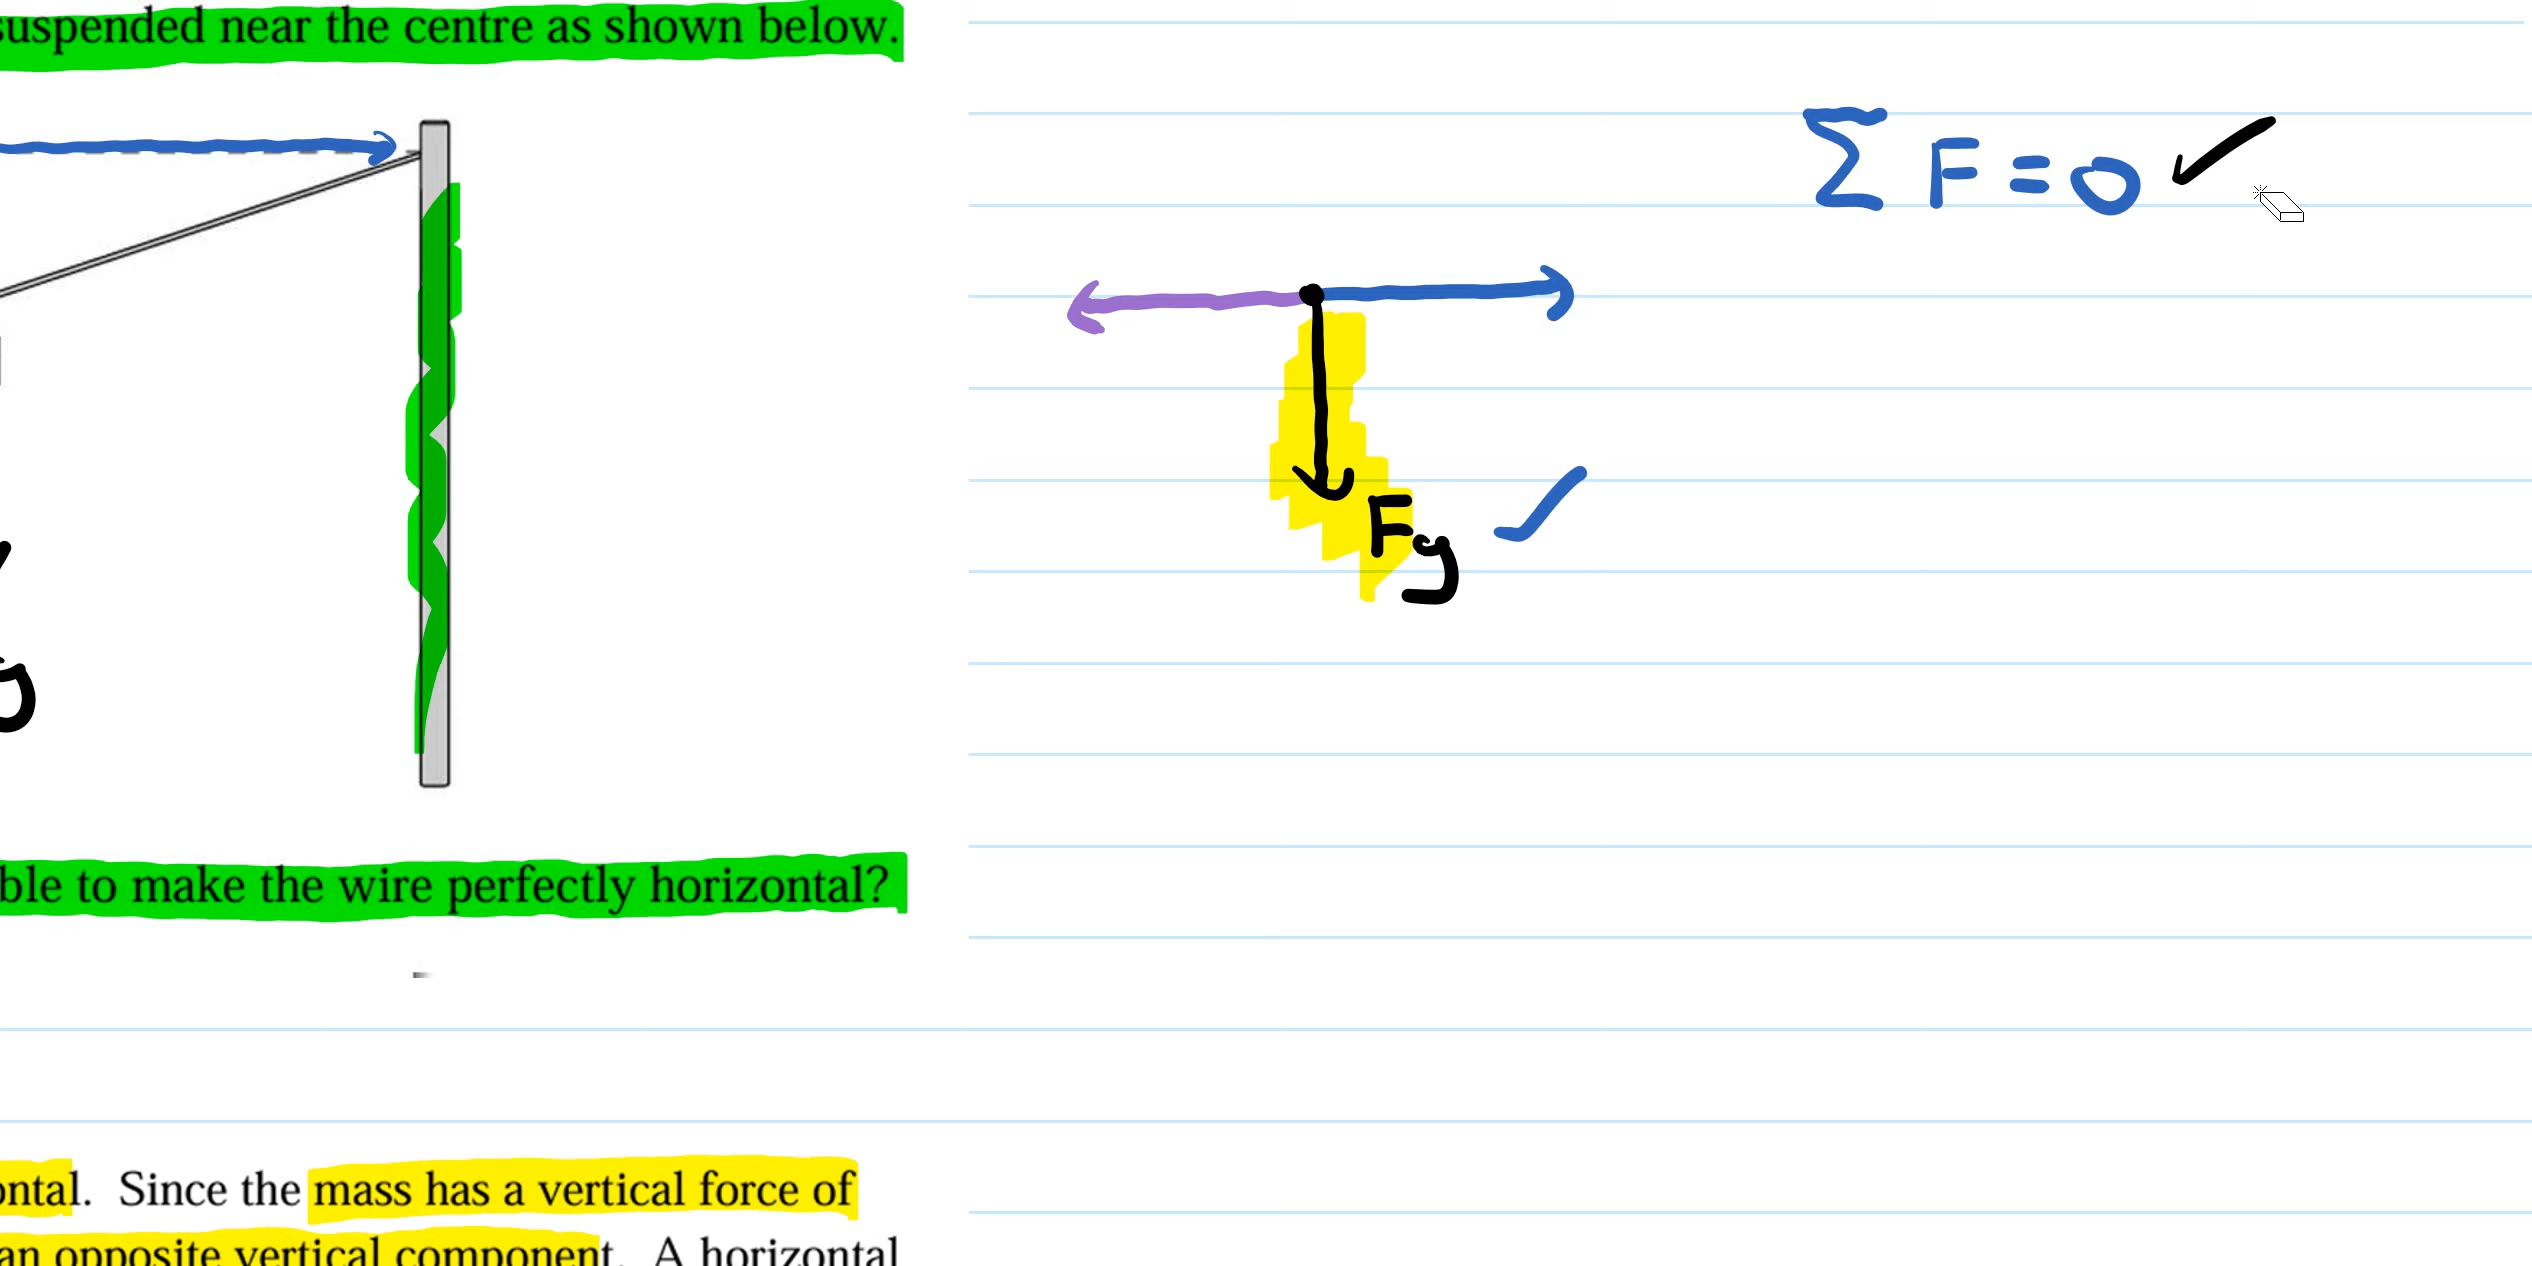 suspended near the centre as shown below.
Σ F = 0
Fg
ble to make the wire perfectly horizontal?
ontal. Since the mass has a vertical force of
an opposite vertical component. A horizontal